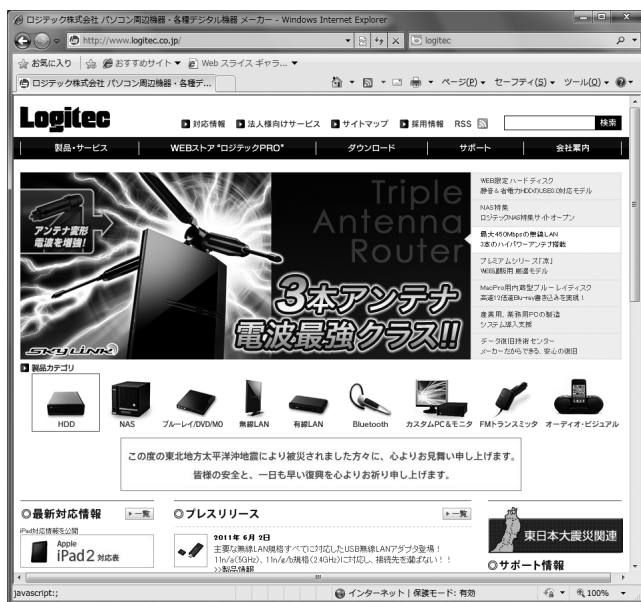 ロジテック株式会社 パソコン周辺機器・各種デジタル機器 メーカー - Windows Internet Explorer
http://www.logitec.co.jp/
logitec
お気に入り
おすすめサイト
Web スライス ギャラ...
ロジテック株式会社 パソコン周辺機器・各種デ...
ページ(P)
セーフティ(S)
ツール(O)
Logitec
対応情報
法人様向けサービス
サイトマップ
採用情報
RSS
検索
製品・サービス
WEBストア "ロジテックPRO"
ダウンロード
サポート
会社案内
アンテナ変形
電波を増強!
Triple
Antenna
Router
3本アンテナ
電波最強クラス!!
SKYLINK
WEB限定 ハードディスク
静音&省電力HDDのUSB3.0対応モデル
NAS特集
ロジテックNAS特集サイトオープン
最大450Mbpsの無線LAN
3本のハイパワーアンテナ搭載
プレミアムシリーズ「凛」
WEB通販用 厳選モデル
MacPro用内蔵型ブルーレイディスク
高速12倍速Blu-ray書き込みを実現!
産業用、業務用PCの製造
システム導入支援
データ復旧技術センター
メーカーだからできる、安心の復旧
製品カテゴリ
HDD
NAS
ブルーレイ/DVD/MO
無線LAN
有線LAN
Bluetooth
カスタムPC&モニタ
FMトランスミッタ
オーディオ・ビジュアル
この度の東北地方太平洋沖地震により被災されました方々に、心よりお見舞い申し上げます。
皆様の安全と、一日も早い復興を心よりお祈り申し上げます。
◎最新対応情報
一覧
iPad対応情報を公開
Apple
iPad2 対応表
◎プレスリリース
一覧
2011年 6月 2日
主要な無線LAN規格すべてに対応したUSB無線LANアダプタ登場!
11n/a(5GHz)、11n/g/b規格(2.4GHz)に対応し、接続先を選ばない!!
>>製品情報
東日本大震災関連
◎サポート情報
javascript:;
インターネット | 保護モード: 有効
100%